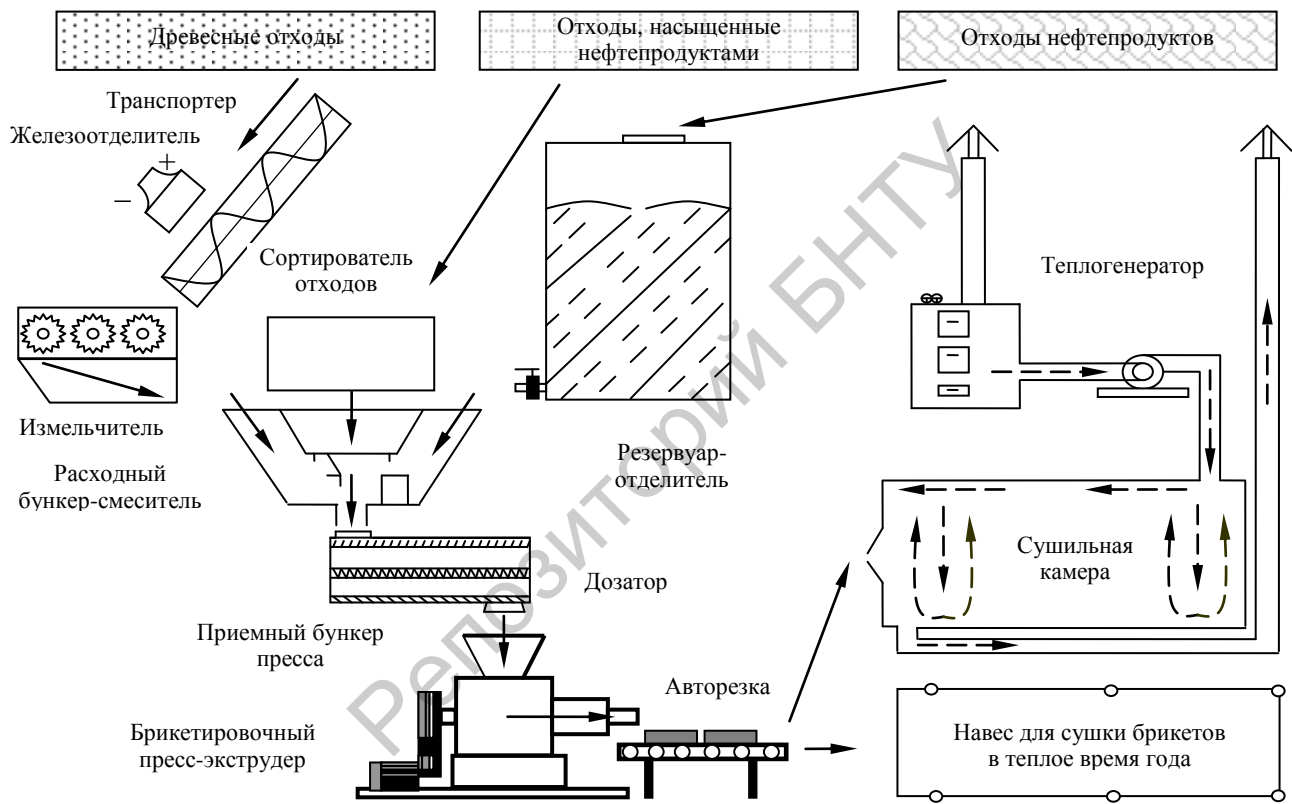 Древесные отходы
Отходы, насыщенные
нефтепродуктами
Отходы нефтепродуктов
Транспортер
Железоотделитель
+
–
Сортирователь
отходов
Теплогенератор
Измельчитель
Расходный
бункер-смеситель
Резервуар-
отделитель
Сушильная
камера
Дозатор
Приемный бункер
пресса
Авторезка
Брикетировочный
пресс-экструдер
Навес для сушки брикетов
в теплое время года
Репозиторий БНТУ